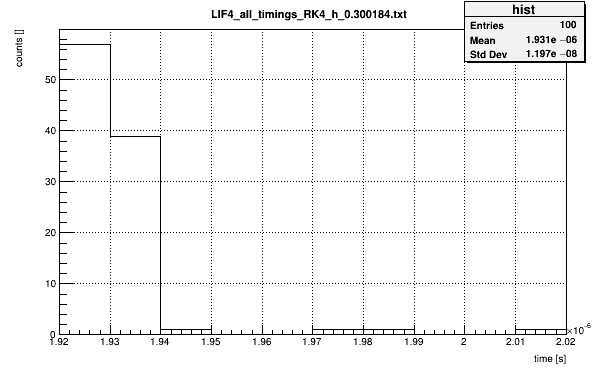 LIF4_all_timings_RK4_h_0.300184.txt
hist
Entries 100
Mean 1.931e −06
Std Dev 1.197e −08
counts []
50
40
30
20
10
0
1.92 1.93 1.94 1.95 1.96 1.97 1.98 1.99 2 2.01 2.02
×10⁻⁶
time [s]